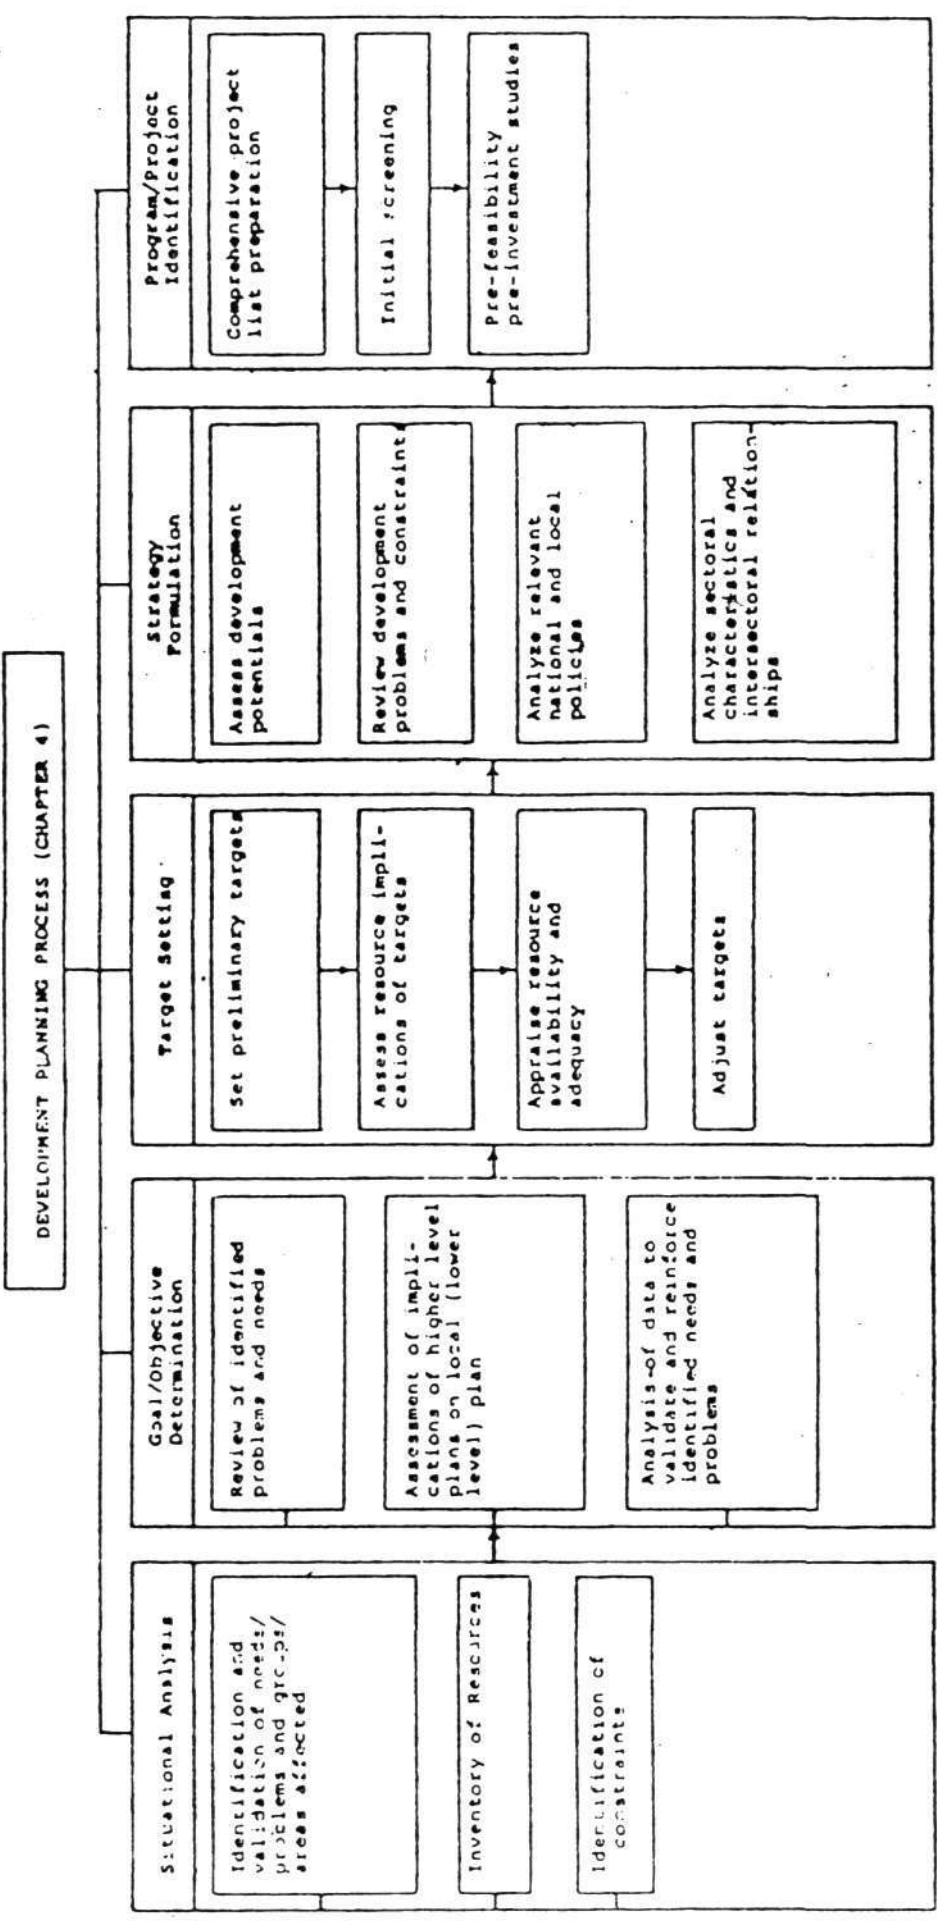 DEVELOPMENT PLANNING PROCESS (CHAPTER 4)
Situational Analysis
Identification and
validation of needs/
problems and groups/
areas affected
Inventory of Resources
Identification of
constraints
Goal/Objective
Determination
Review of identified
problems and needs
Assessment of impli-
cations of higher level
plans on local (lower
level) plan
Analysis of data to
validate and reinforce
identified needs and
problems
Target Setting
Set preliminary targets
Assess resource impli-
cations of targets
Appraise resource
availability and
adequacy
Adjust targets
Strategy
Formulation
Assess development
potentials
Review development
problems and constraints
Analyze relevant
national and local
policies
Analyze sectoral
characteristics and
intersectoral relation-
ships
Program/Project
Identification
Comprehensive project
list preparation
Initial screening
Pre-feasibility
pre-investment studies